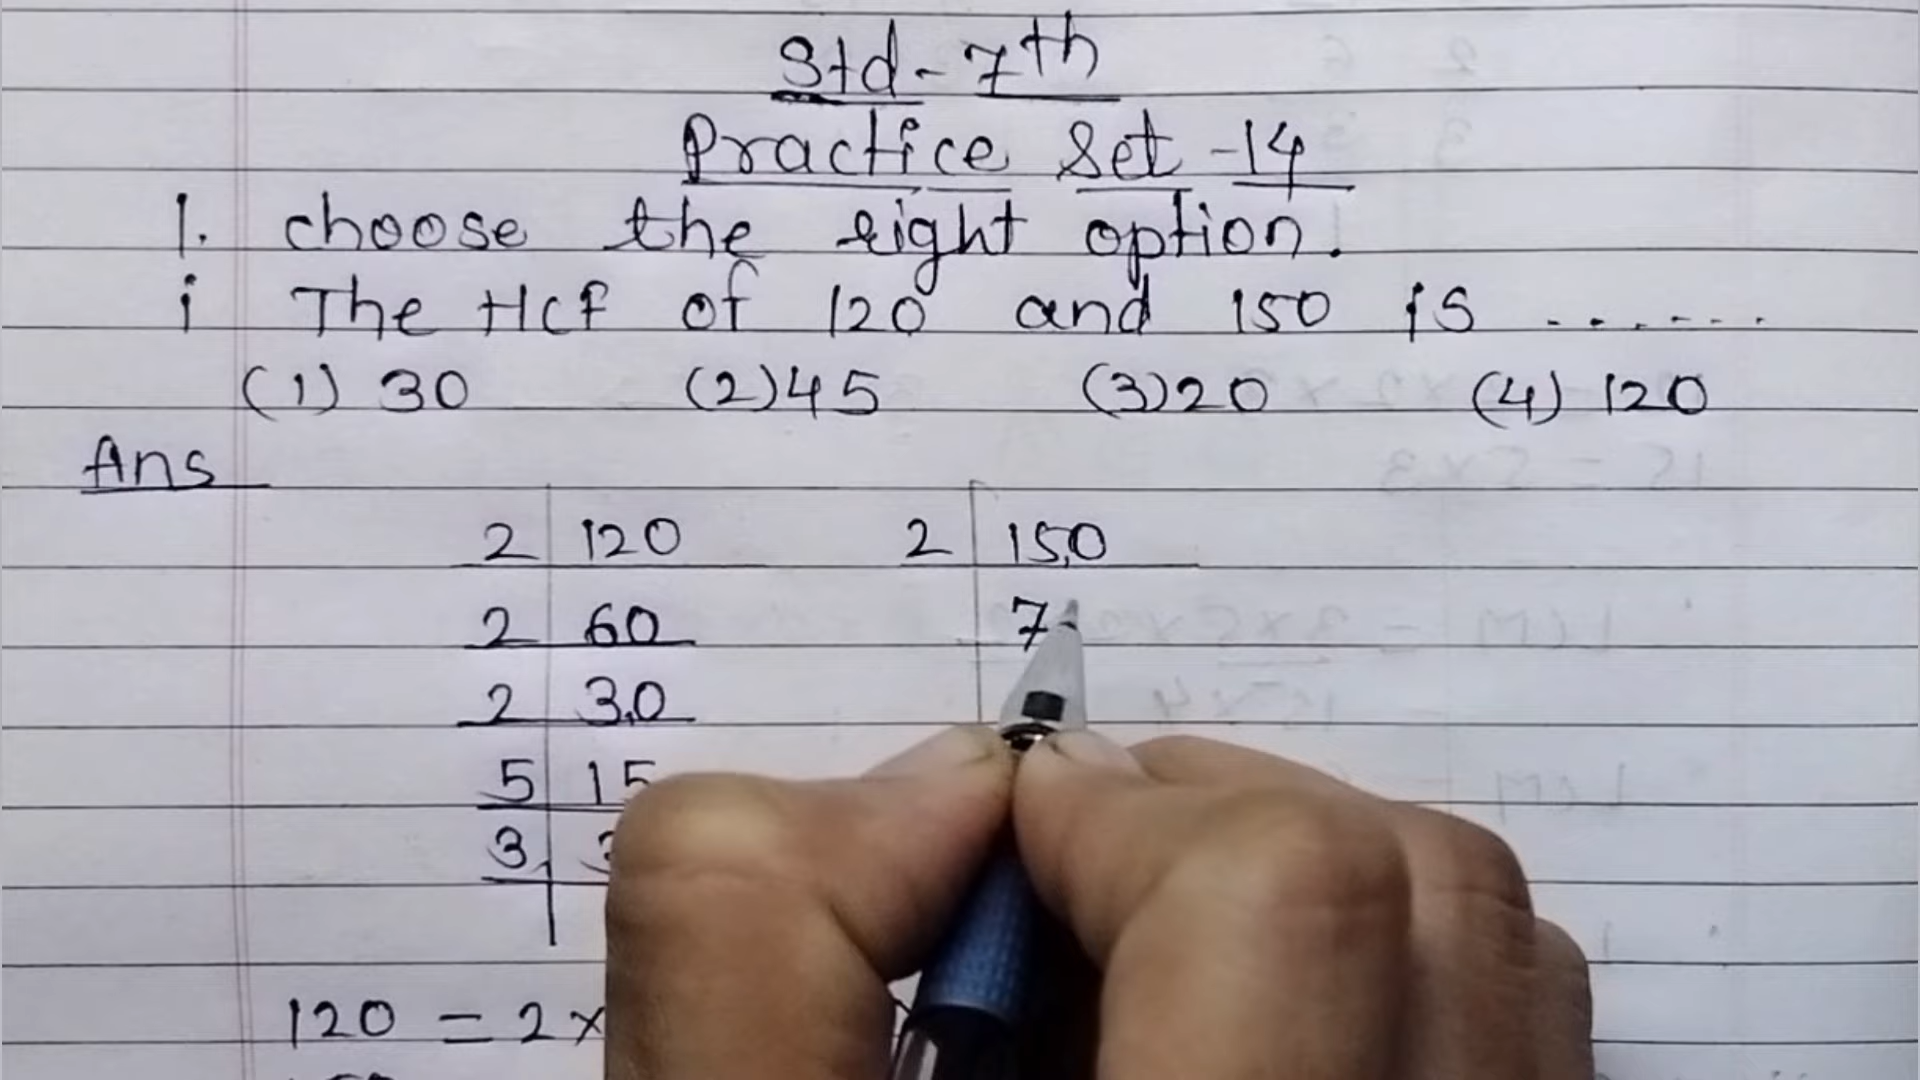 Std-7th
Practice Set-14
1. choose the right option.
i The HCF of 120 and 150 is .......
(1) 30 (2) 45 (3) 20 (4) 120
Ans
2 120 2 150
2 60 7
2 30
5 15
3
120 = 2 ×